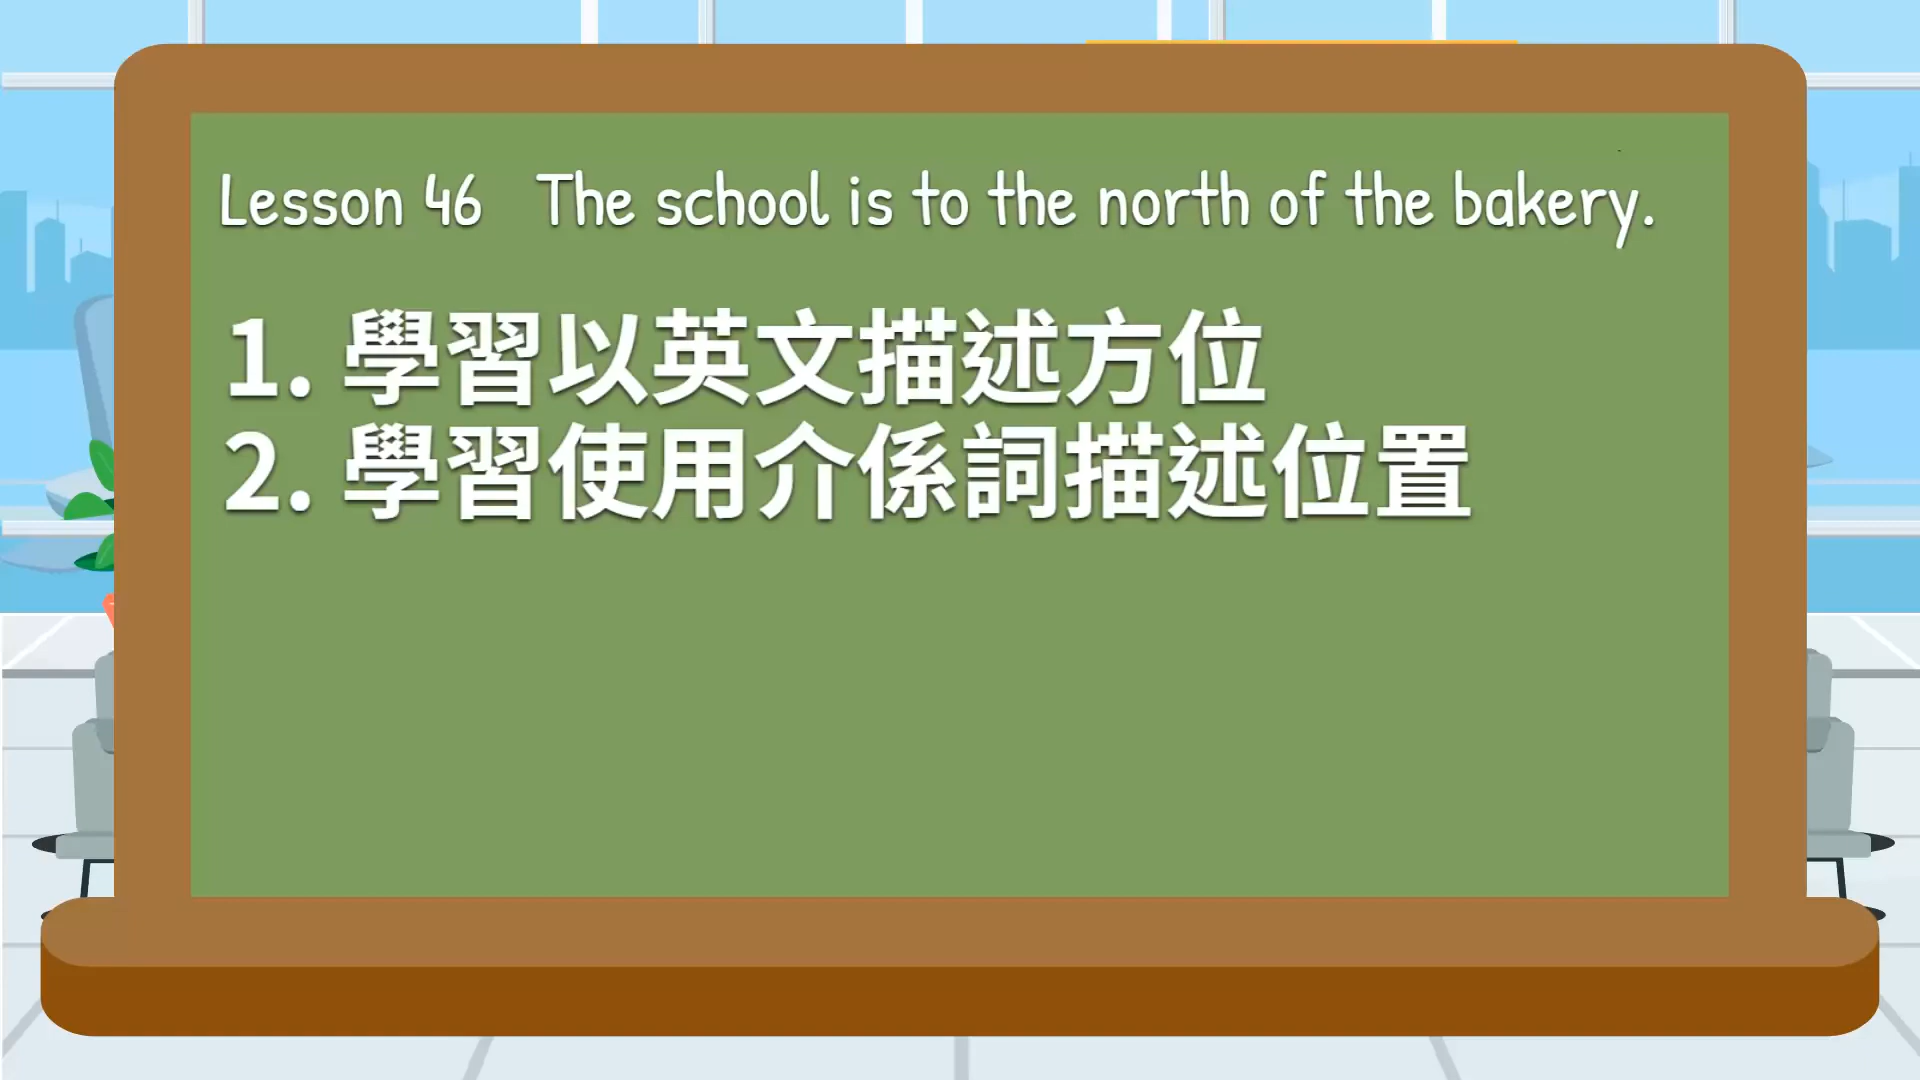 Lesson 46 The school is to the north of the bakery.
1. 學習以英文描述方位
2. 學習使用介係詞描述位置